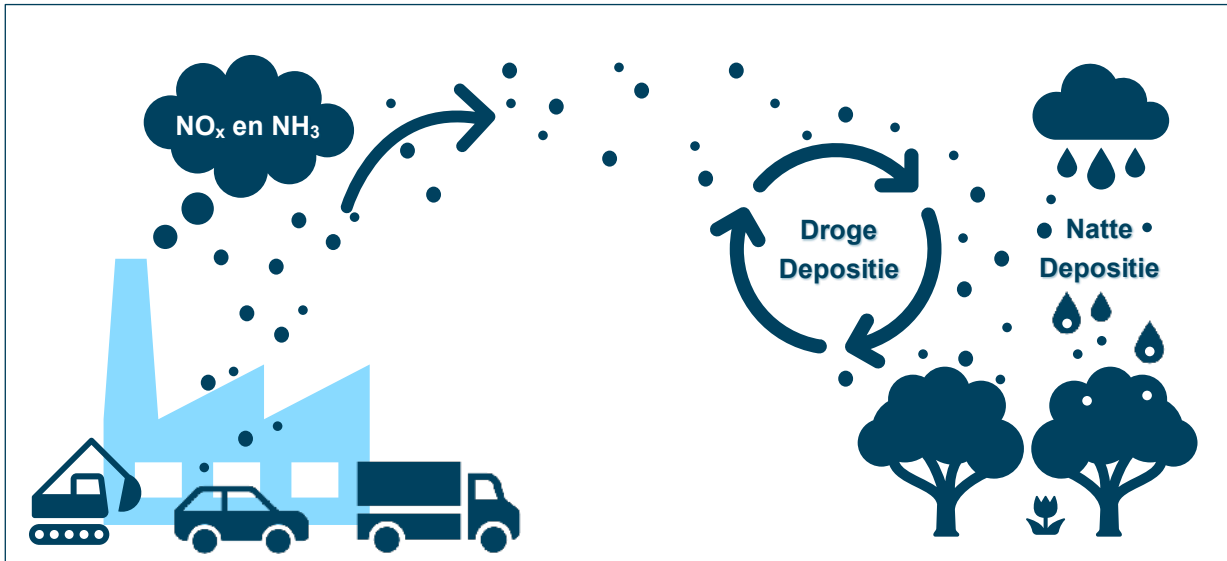 NOₓ en NH₃
Droge
Depositie
Natte
Depositie